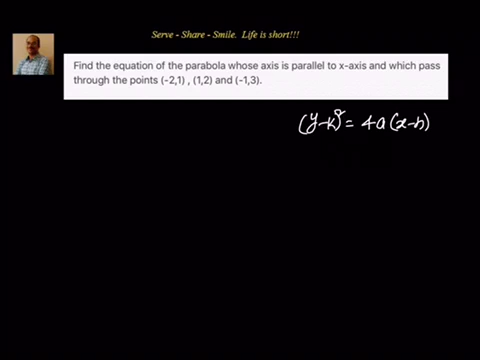 Serve - Share - Smile. Life is short!!!
Find the equation of the parabola whose axis is parallel to x-axis and which pass
through the points (-2,1) , (1,2) and (-1,3).
(y-k)² = 4a(x-h)